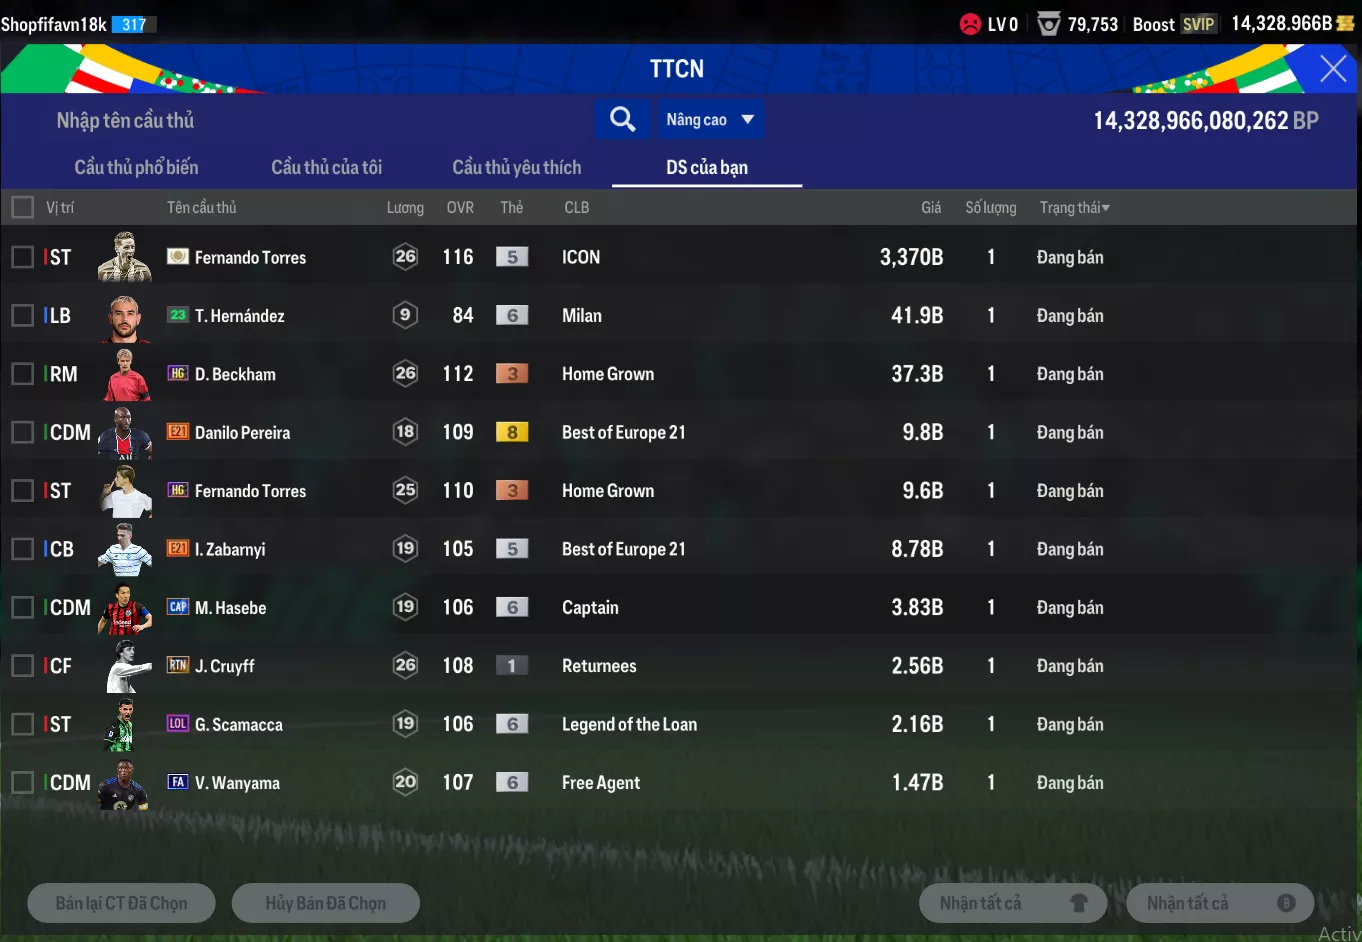 Shopfifavn18k 317 LV 0 79,753 Boost SVIP 14,328.966B
TTCN
Nhập tên cầu thủ Nâng cao 14,328,966,080,262 BP
Cầu thủ phổ biến Cầu thủ của tôi Cầu thủ yêu thích DS của bạn
Vị trí Tên cầu thủ Lương OVR Thẻ CLB Giá Số lượng Trạng thái
ST Fernando Torres 26 116 5 ICON 3,370B 1 Đang bán
LB 23 T. Hernández 9 84 6 Milan 41.9B 1 Đang bán
RM HG D. Beckham 26 112 3 Home Grown 37.3B 1 Đang bán
CDM E21 Danilo Pereira 18 109 8 Best of Europe 21 9.8B 1 Đang bán
ST HG Fernando Torres 25 110 3 Home Grown 9.6B 1 Đang bán
CB E21 I. Zabarnyi 19 105 5 Best of Europe 21 8.78B 1 Đang bán
CDM CAP M. Hasebe 19 106 6 Captain 3.83B 1 Đang bán
CF RTN J. Cruyff 26 108 1 Returnees 2.56B 1 Đang bán
ST LOL G. Scamacca 19 106 6 Legend of the Loan 2.16B 1 Đang bán
CDM FA V. Wanyama 20 107 6 Free Agent 1.47B 1 Đang bán
Bán lại CT Đã Chọn Hủy Bán Đã Chọn Nhận tất cả Nhận tất cả B
Activ